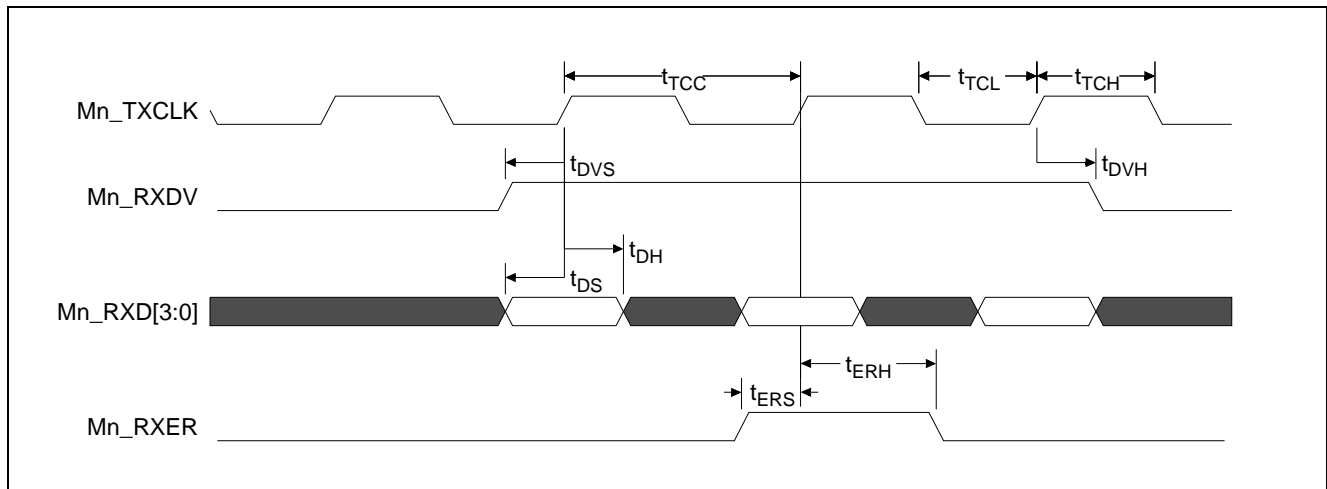 tTCC
tTCL
tTCH
Mn_TXCLK
tDVS
tDVH
Mn_RXDV
tDH
tDS
Mn_RXD[3:0]
tERH
tERS
Mn_RXER